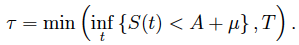 τ = min (inf_t {S(t) < A + μ}, T).